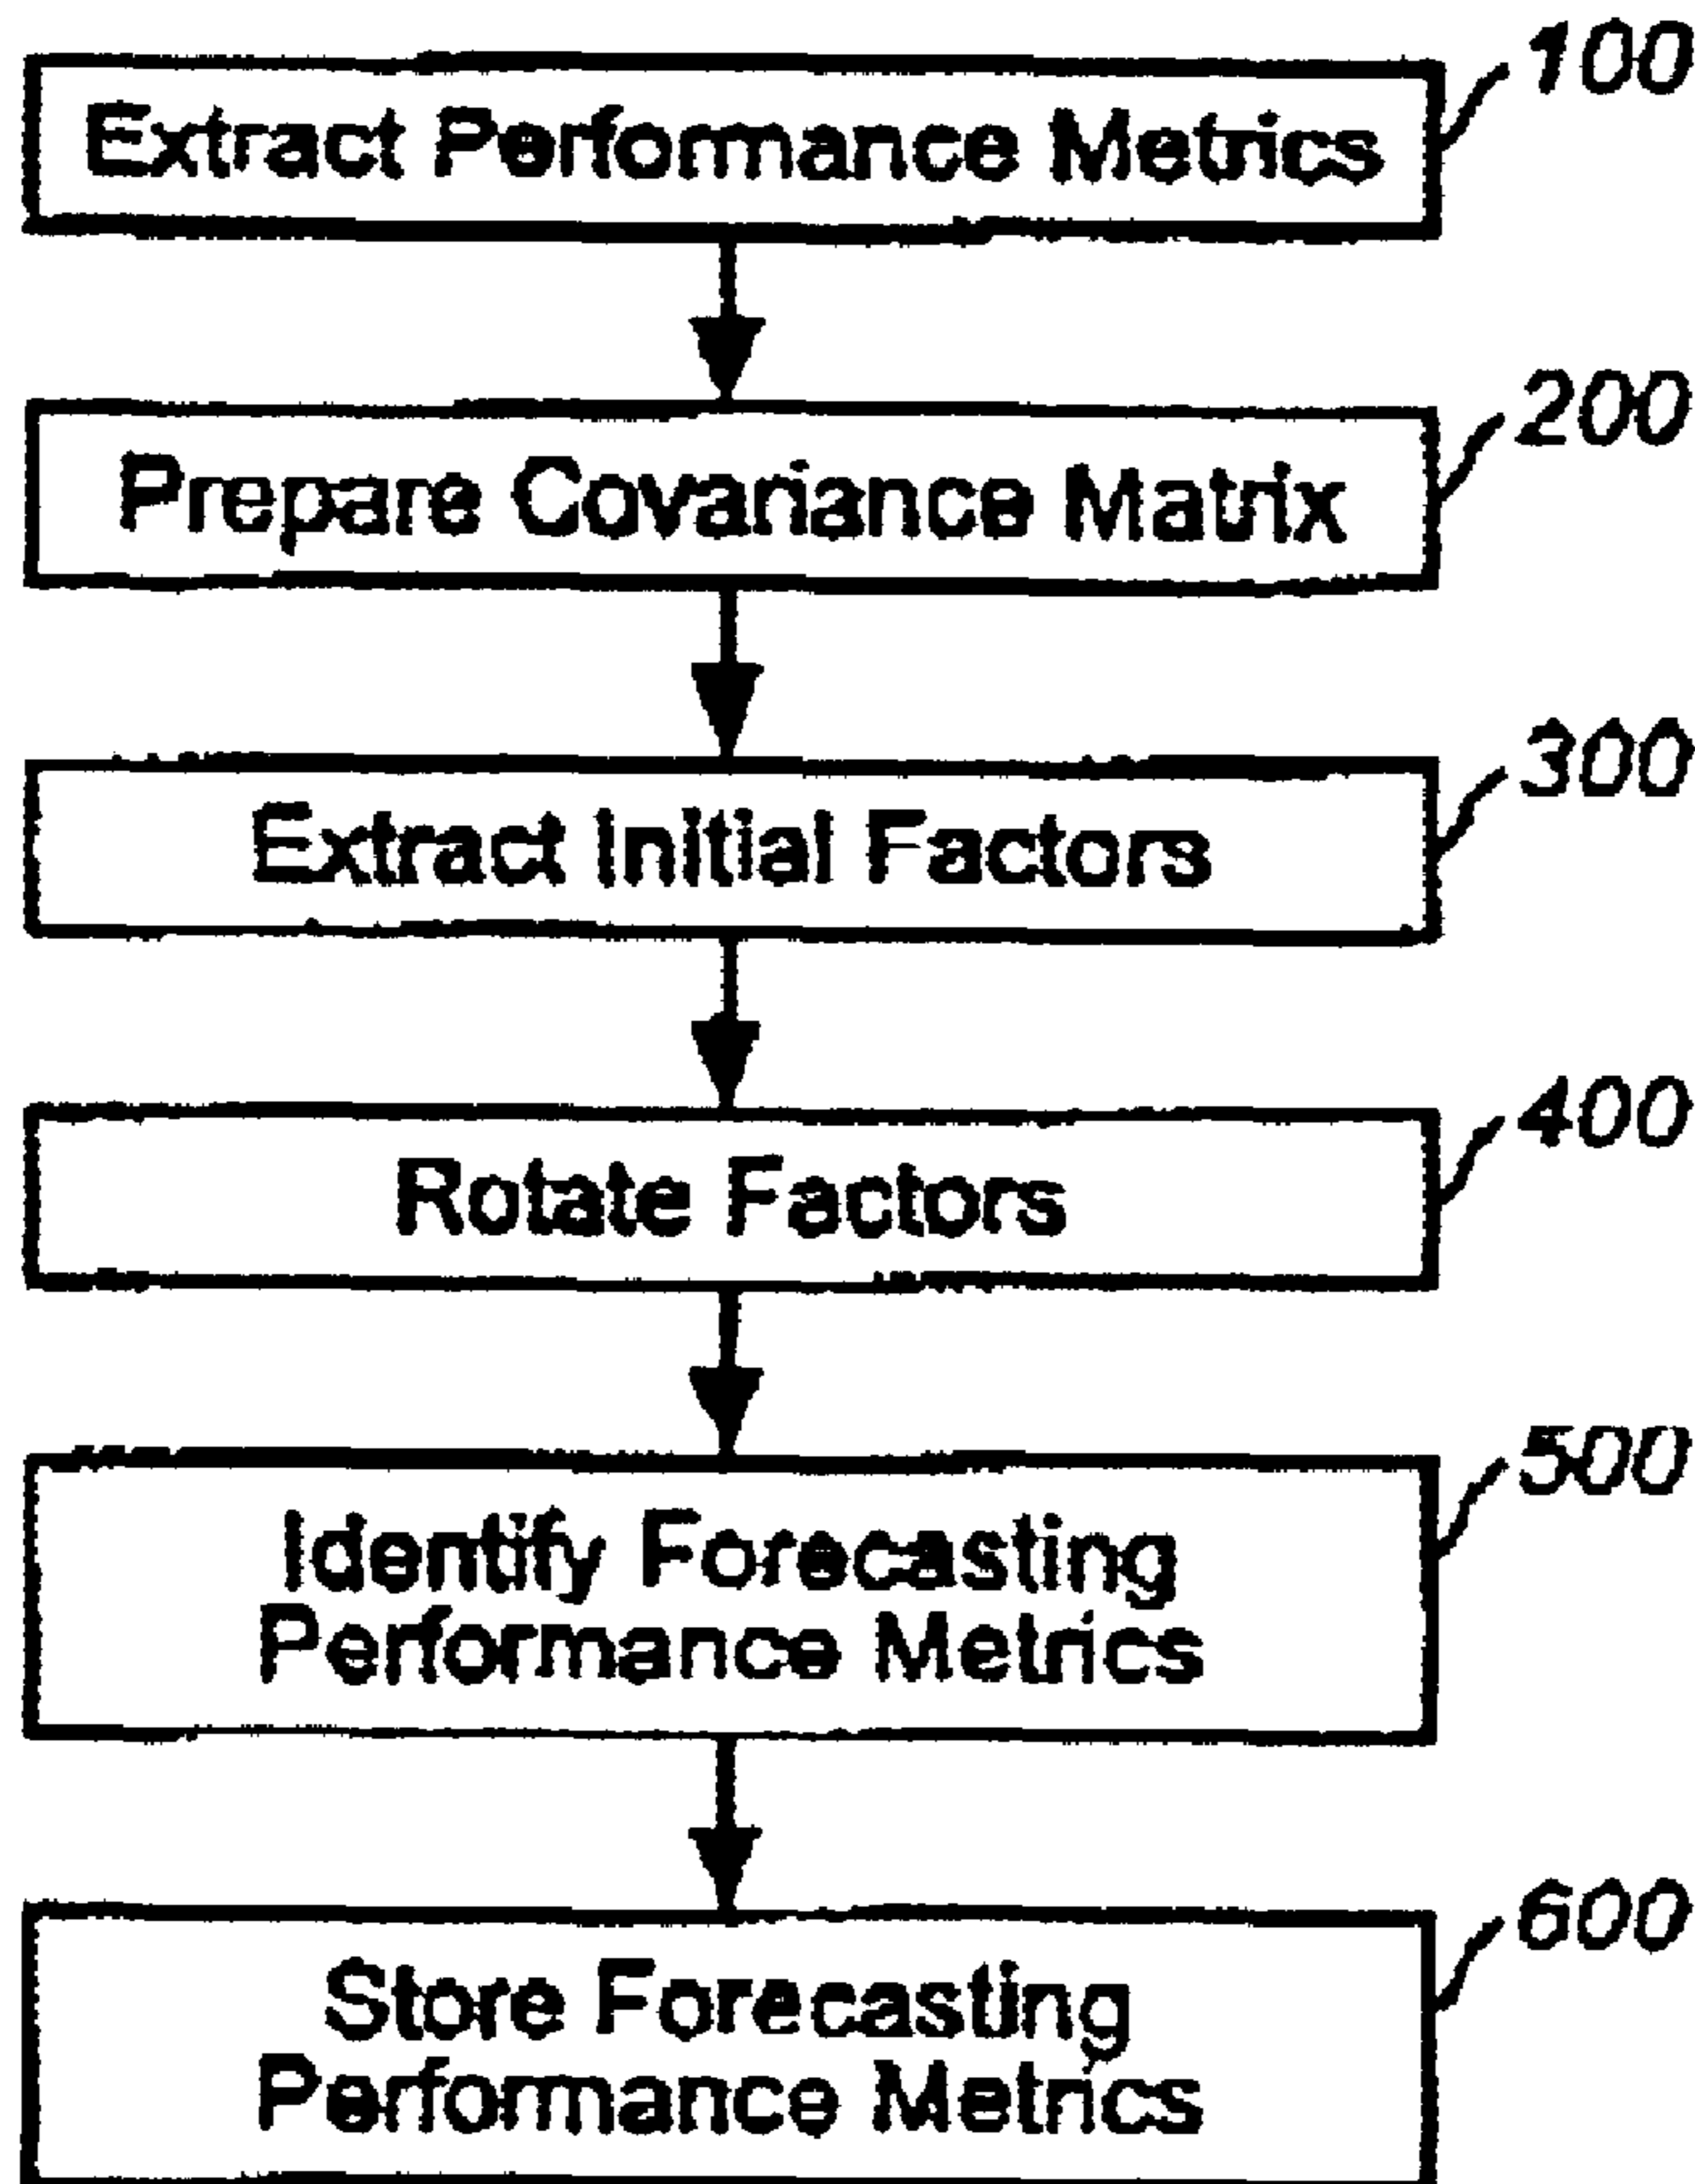 100
Extract Performance Metrics
200
Prepare Covariance Matrix
300
Extract Initial Factors
400
Rotate Factors
500
Identify Forecasting
Performance Metrics
600
Store Forecasting
Performance Metrics